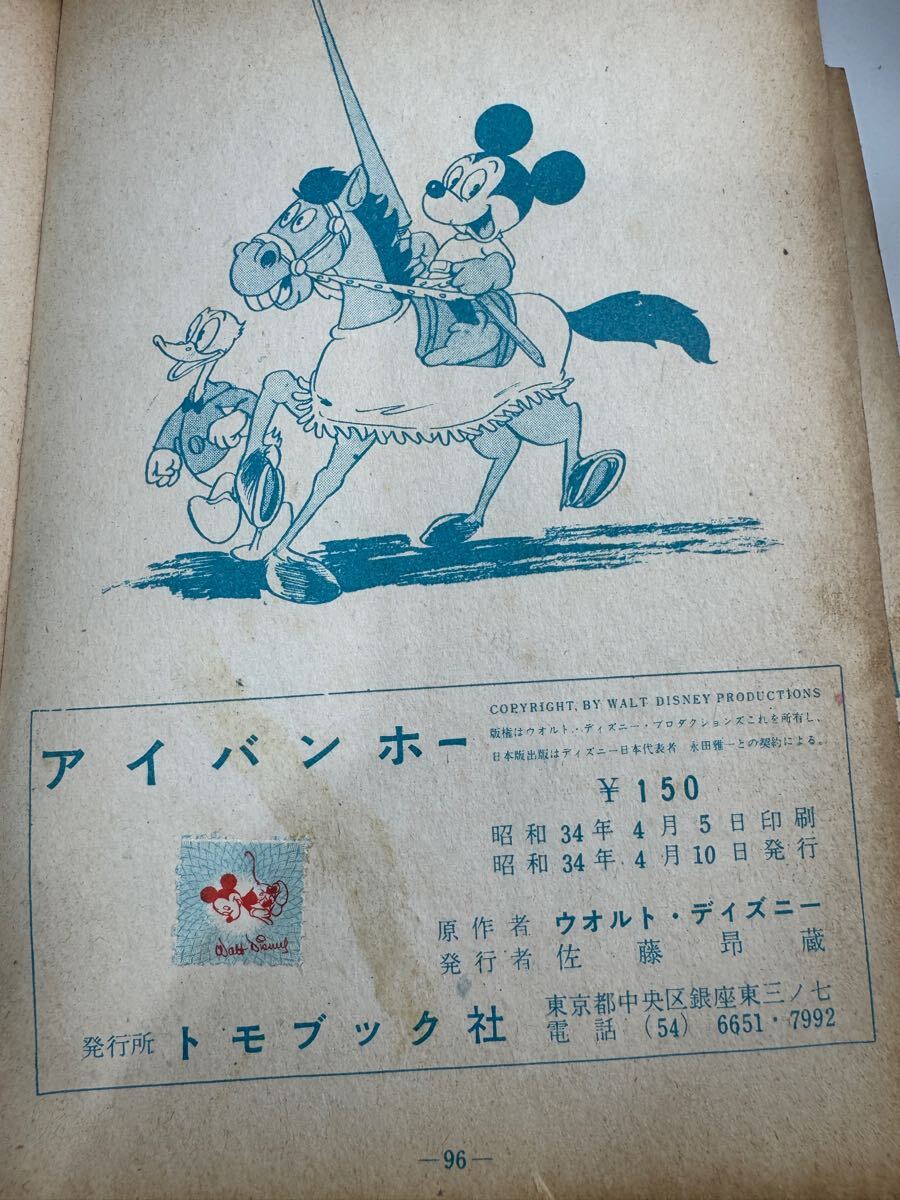 アイバンホー
COPYRIGHT, BY WALT DISNEY PRODUCTIONS
版権はウオルト・ディズニー・プロダクションズこれを所有し、
日本版出版はディズニー日本代表者 永田雅一との契約による。
¥150
昭和34年4月5日印刷
昭和34年4月10日発行
Walt Disney
原作者 ウオルト・ディズニー
発行者 佐藤昂蔵
発行所 トモブック社
東京都中央区銀座東三ノ七
電話 (54) 6651・7992
—96—